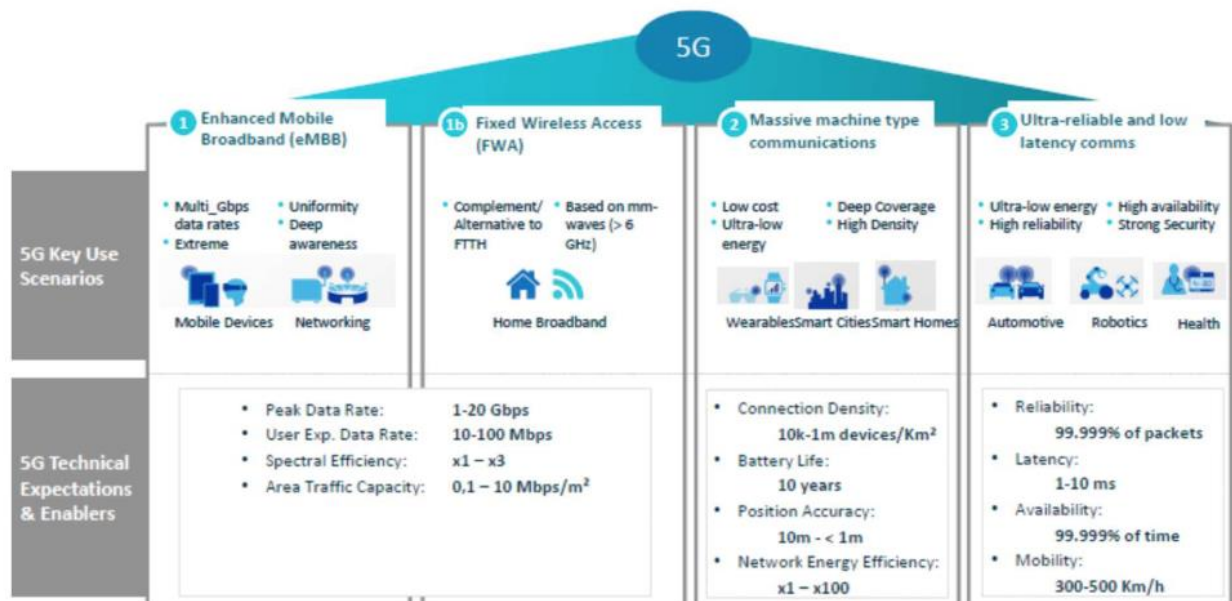 5G
1 Enhanced Mobile
Broadband (eMBB)
1b Fixed Wireless Access
(FWA)
2 Massive machine type
communications
3 Ultra-reliable and low
latency comms
5G Key Use
Scenarios
• Multi_Gbps
data rates
• Extreme
• Uniformity
• Deep
awareness
Mobile Devices
Networking
• Complement/
Alternative to
FTTH
• Based on mm-
waves (> 6
GHz)
Home Broadband
• Low cost
• Ultra-low
energy
• Deep Coverage
• High Density
Wearables
Smart Cities
Smart Homes
• Ultra-low energy
• High reliability
• High availability
• Strong Security
Automotive
Robotics
Health
5G Technical
Expectations
& Enablers
• Peak Data Rate: 1-20 Gbps
• User Exp. Data Rate: 10-100 Mbps
• Spectral Efficiency: x1 – x3
• Area Traffic Capacity: 0,1 – 10 Mbps/m²
• Connection Density:
10k-1m devices/Km²
• Battery Life:
10 years
• Position Accuracy:
10m - < 1m
• Network Energy Efficiency:
x1 – x100
• Reliability:
99.999% of packets
• Latency:
1-10 ms
• Availability:
99.999% of time
• Mobility:
300-500 Km/h